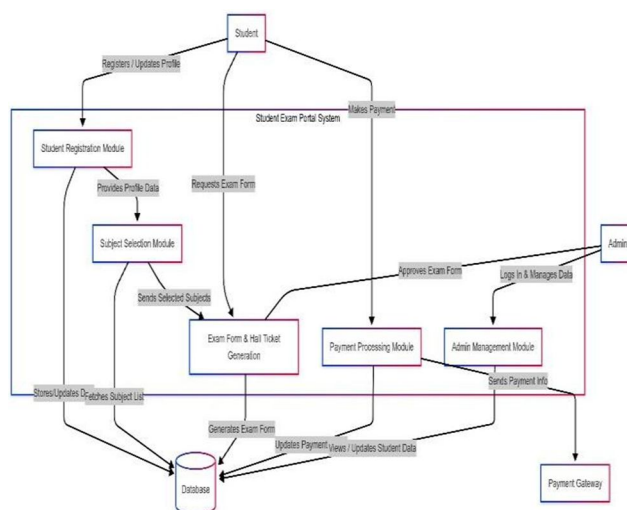 Student
Registers / Updates Profile
Makes Payment
Student Exam Portal System
Student Registration Module
Provides Profile Data
Requests Exam Form
Subject Selection Module
Admin
Approves Exam Form
Logs In & Manages Data
Sends Selected Subjects
Exam Form & Hall Ticket
Generation
Payment Processing Module
Admin Management Module
Sends Payment Info
Stores/Updates D
Fetches Subject List
Generates Exam Form
Updates Payment
Views / Updates Student Data
Database
Payment Gateway